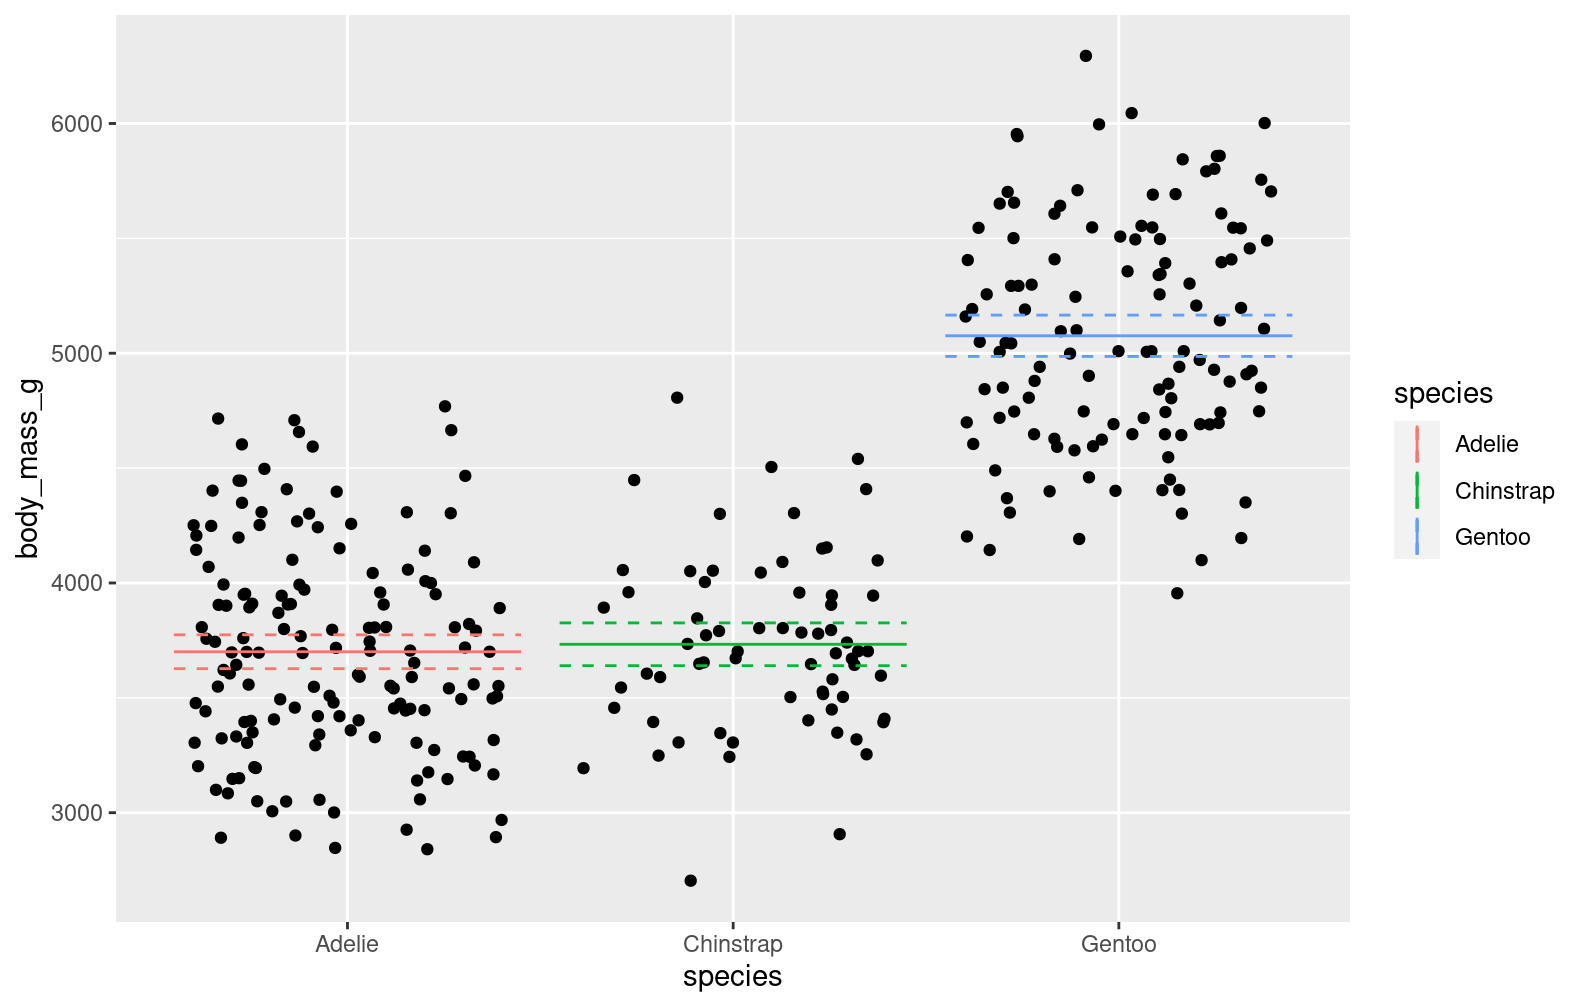 6000
5000
4000
3000
body_mass_g
Adelie
Chinstrap
Gentoo
species
species
Adelie
Chinstrap
Gentoo